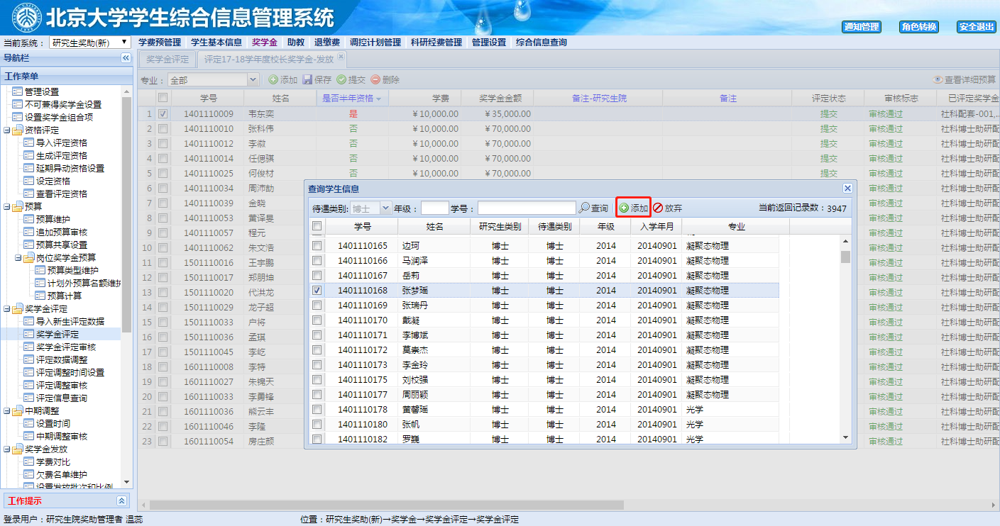 北京大学学生综合信息管理系统
通知管理 角色转换 安全退出
当前系统： 研究生奖助(新)
学费预管理 学生基本信息 奖学金 助教 退缴费 调控计划管理 科研经费管理 管理设置 综合信息查询
导航栏
工作菜单
管理设置
不可兼得奖学金设置
设置奖学金组合项
资格评定
导入评定资格
生成评定资格
延期异动资格设置
设定资格
查看评定资格
预算
预算维护
追加预算审核
预算共享设置
岗位奖学金预算
预算类型维护
计划外预算名额维护
预算计算
奖学金评定
导入新生评定数据
奖学金评定
奖学金评定审核
评定数据调整
评定调整时间设置
评定调整审核
评定信息查询
中期调整
设置时间
中期调整审核
奖学金发放
学费对比
欠费名单维护
设置发放批次和比例
工作提示
奖学金评定 评定17-18学年度校长奖学金-发放
专业： 全部 添加 保存 提交 删除 查看详细预算
学号 姓名 是否半年资格 学费 奖学金金额 备注-研究生院 备注 评定状态 审核标志 已评定奖学金
1 1401110009 韦东奕 是 ￥10,000.00 ￥35,000.00 提交 审核通过 社科配套-001,...
2 1401110010 张科伟 否 ￥10,000.00 ￥70,000.00 提交 审核通过 社科博士助研配
3 1401110012 李徽 否 ￥10,000.00 ￥70,000.00 提交 审核通过 社科博士助研配
4 1401110014 任偲骐 否 ￥10,000.00 ￥70,000.00 提交 审核通过 社科博士助研配
5 1401110025 何俊材 否 ￥10,000.00 ￥70,000.00 提交 审核通过 社科博士助研配
6 1401110034 周沛劼 审核通过 社科博士助研配
7 1401110039 金晓 审核通过 社科博士助研配
8 1401110053 黄译旻 审核通过 社科博士助研配
9 1401110057 程元 审核通过 社科博士助研配
10 1401110062 朱文浩 审核通过 社科博士助研配
11 1501110016 王宇鹏 审核通过 社科博士助研配
12 1501110017 郑朋坤 审核通过 社科博士助研配
13 1501110020 代洪龙 审核通过 社科博士助研配
14 1501110029 龙子超 审核通过 社科博士助研配
15 1501110033 户将 审核通过 社科博士助研配
16 1501110036 孟琪 审核通过 社科博士助研配
17 1501110045 李屹 审核通过 社科博士助研配
18 1601110008 李特 审核通过 社科博士助研配
19 1601110027 朱锦天 审核通过 社科博士助研配
20 1601110033 李勇锋 审核通过 社科博士助研配
21 1601110036 熊云丰 审核通过 社科博士助研配
22 1601110046 李隆 审核通过 社科博士助研配
23 1601110054 房庄颜 审核通过 社科博士助研配
查询学生信息
待遇类别: 博士 年级： 学号： 查询 添加 放弃 当前返回记录数：3947
学号 姓名 研究生类别 待遇类别 年级 入学年月 专业
1401110165 边珂 博士 博士 2014 20140901 凝聚态物理
1401110166 马润泽 博士 博士 2014 20140901 凝聚态物理
1401110167 岳莉 博士 博士 2014 20140901 凝聚态物理
1401110168 张梦瑶 博士 博士 2014 20140901 凝聚态物理
1401110169 张瑞丹 博士 博士 2014 20140901 凝聚态物理
1401110170 戴凝 博士 博士 2014 20140901 凝聚态物理
1401110171 李博斌 博士 博士 2014 20140901 凝聚态物理
1401110172 莫崇杰 博士 博士 2014 20140901 凝聚态物理
1401110173 李金玲 博士 博士 2014 20140901 凝聚态物理
1401110175 刘校强 博士 博士 2014 20140901 凝聚态物理
1401110177 周丽颖 博士 博士 2014 20140901 凝聚态物理
1401110178 黄馨瑶 博士 博士 2014 20140901 光学
1401110180 张帆 博士 博士 2014 20140901 光学
1401110182 罗巍 博士 博士 2014 20140901 光学
登录用户：研究生院奖助管理者 温蕊
位置：研究生奖助(新)→奖学金→奖学金评定→奖学金评定